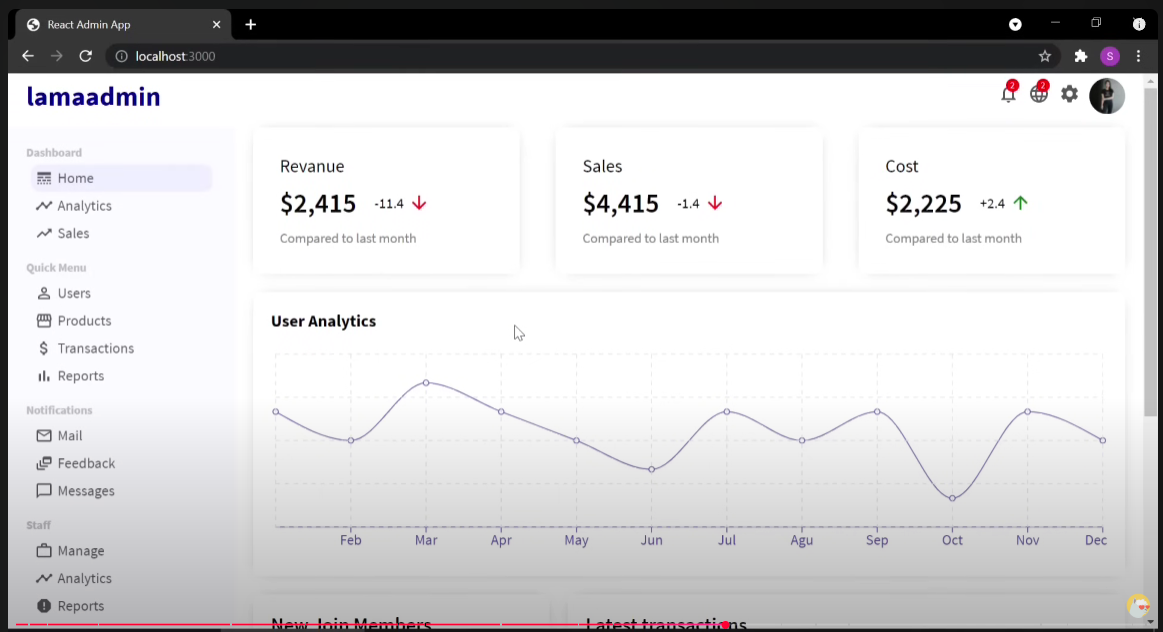 React Admin App
localhost:3000
lamaadmin
2
2
S
Dashboard
Home
Analytics
Sales
Quick Menu
Users
Products
Transactions
Reports
Notifications
Mail
Feedback
Messages
Staff
Manage
Analytics
Reports
Revanue
$2,415 -11.4
Compared to last month
Sales
$4,415 -1.4
Compared to last month
Cost
$2,225 +2.4
Compared to last month
User Analytics
Feb Mar Apr May Jun Jul Agu Sep Oct Nov Dec
New Join Members
Latest transactions